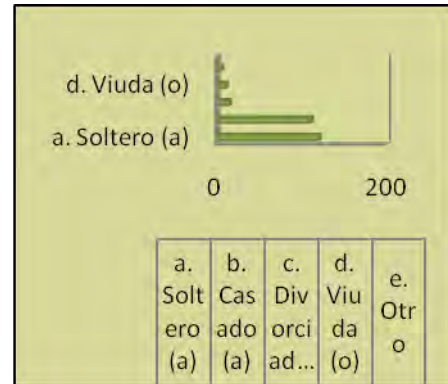 d. Viuda (o)
a. Soltero (a)
0 200
a. b. c. d. e.
Solt Cas Div Viu Otr
ero ado orci da o
(a) (a) ad... (o)